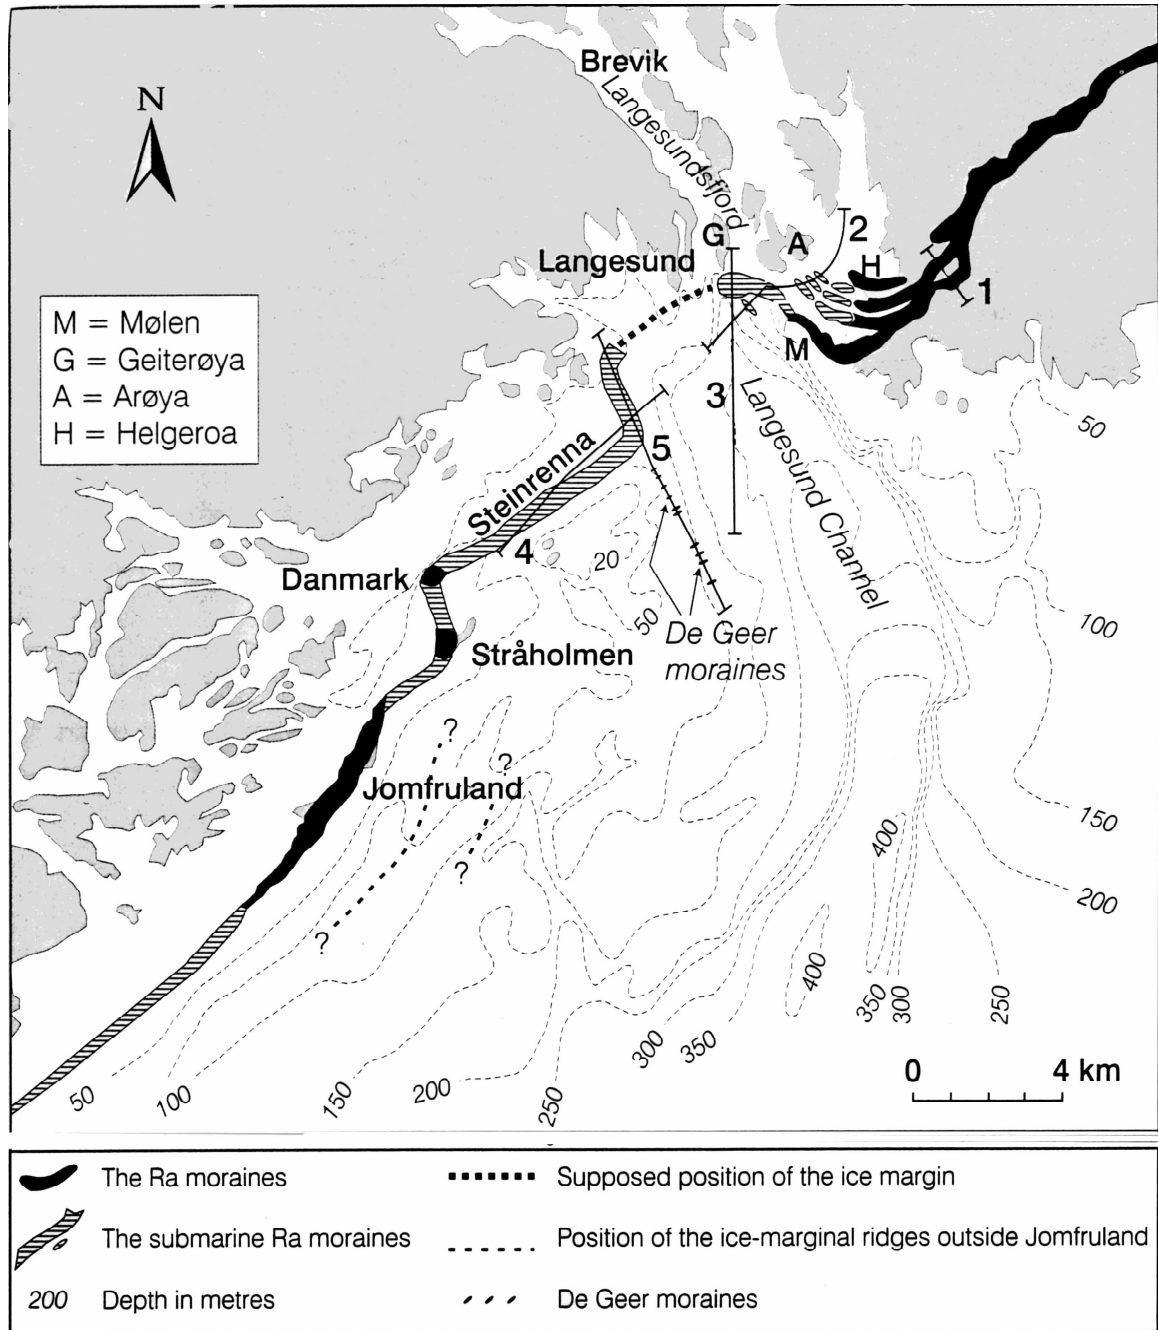 Brevik
Langesundsfjord
N
G
A
2
H
1
Langesund
M = Mølen
G = Geiterøya
A = Arøya
H = Helgeroa
M
3
50
5
Langesund Channel
Steinrenna
4
20
Danmark
50
De Geer
moraines
100
Stråholmen
?
?
Jomfruland
150
400
?
200
?
400
350
300
250
300
350
0 4 km
50
100
150
200
250
The Ra moraines
Supposed position of the ice margin
The submarine Ra moraines
Position of the ice-marginal ridges outside Jomfruland
200 Depth in metres
De Geer moraines